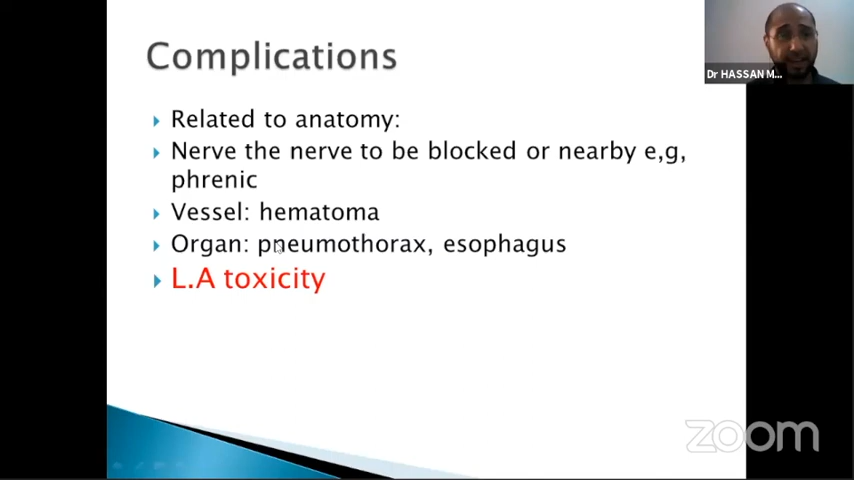 Complications
Dr HASSAN M...
Related to anatomy:
Nerve the nerve to be blocked or nearby e,g,
phrenic
Vessel: hematoma
Organ: pneumothorax, esophagus
L.A toxicity
zoom